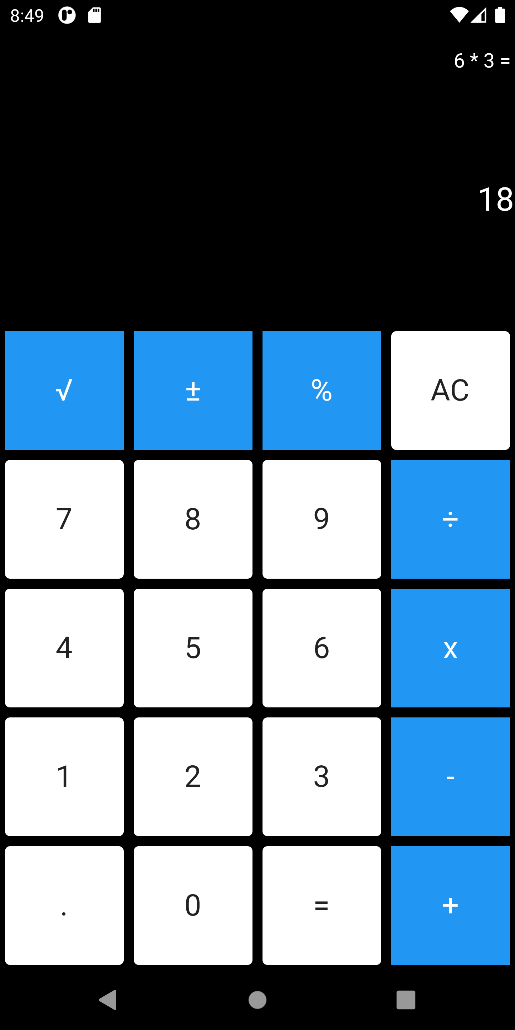 8:49
6 * 3 =
18
√ ± % AC
7 8 9 ÷
4 5 6 x
1 2 3 -
. 0 = +